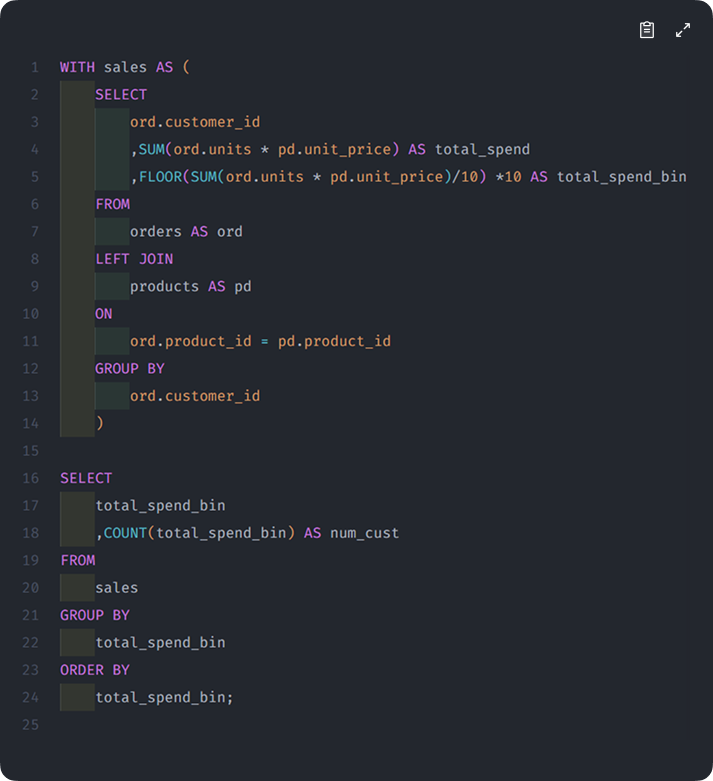 1 WITH sales AS (
2 SELECT
3 ord.customer_id
4 ,SUM(ord.units * pd.unit_price) AS total_spend
5 ,FLOOR(SUM(ord.units * pd.unit_price)/10) *10 AS total_spend_bin
6 FROM
7 orders AS ord
8 LEFT JOIN
9 products AS pd
10 ON
11 ord.product_id = pd.product_id
12 GROUP BY
13 ord.customer_id
14 )
15
16 SELECT
17 total_spend_bin
18 ,COUNT(total_spend_bin) AS num_cust
19 FROM
20 sales
21 GROUP BY
22 total_spend_bin
23 ORDER BY
24 total_spend_bin;
25